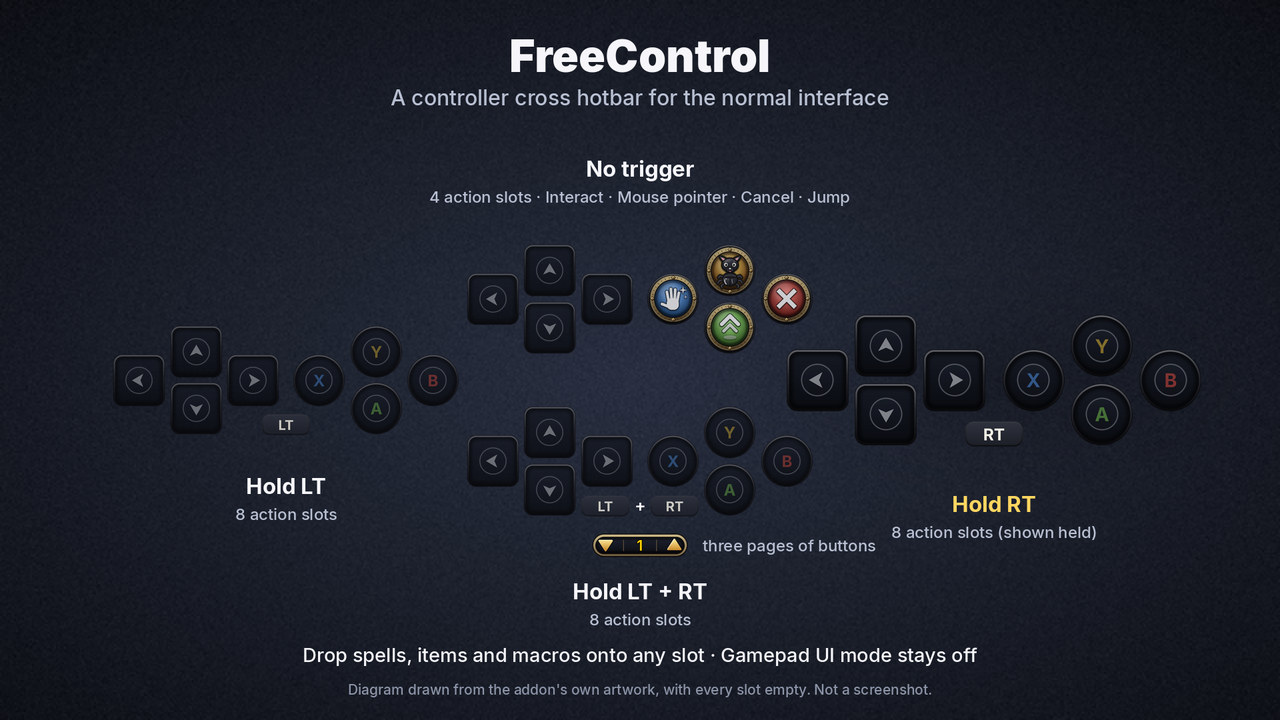 FreeControl
A controller cross hotbar for the normal interface
No trigger
4 action slots · Interact · Mouse pointer · Cancel · Jump
Y
X
B
A
LT
Hold LT
8 action slots
Y
X
B
A
LT + RT
1
three pages of buttons
Hold LT + RT
8 action slots
Y
X
B
A
RT
Hold RT
8 action slots (shown held)
Drop spells, items and macros onto any slot · Gamepad UI mode stays off
Diagram drawn from the addon's own artwork, with every slot empty. Not a screenshot.